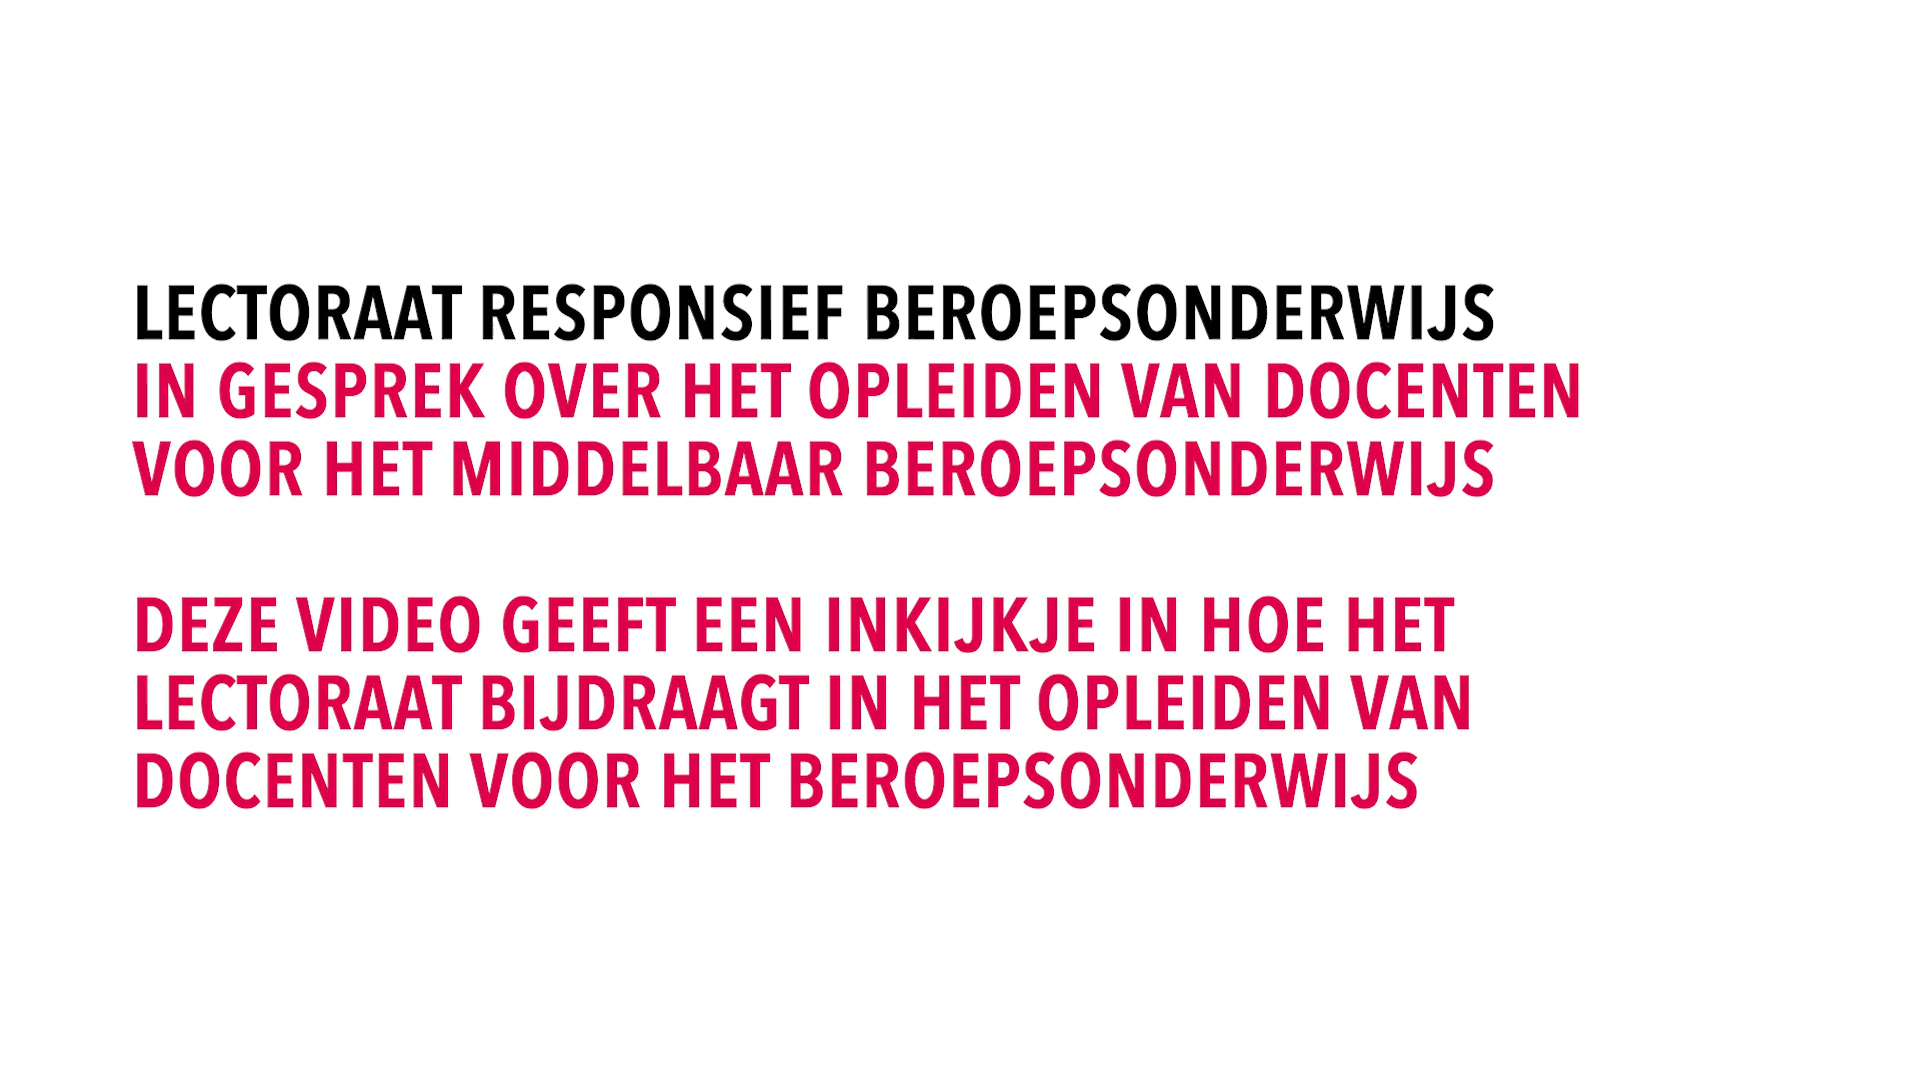 LECTORAAT RESPONSIEF BEROEPSONDERWIJS
IN GESPREK OVER HET OPLEIDEN VAN DOCENTEN
VOOR HET MIDDELBAAR BEROEPSONDERWIJS
DEZE VIDEO GEEFT EEN INKIJKJE IN HOE HET
LECTORAAT BIJDRAAGT IN HET OPLEIDEN VAN
DOCENTEN VOOR HET BEROEPSONDERWIJS